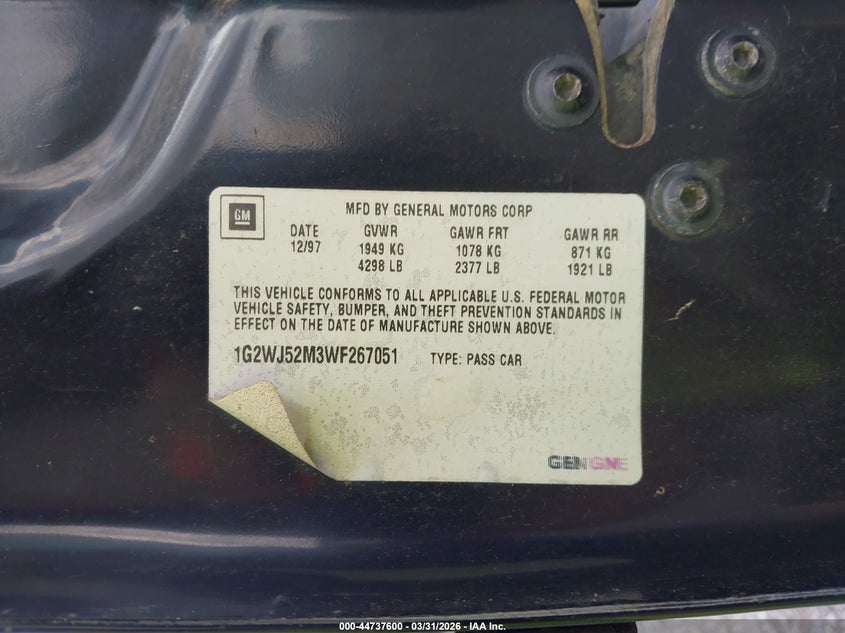 GM
MFD BY GENERAL MOTORS CORP
DATE GVWR GAWR FRT GAWR RR
12/97 1949 KG 1078 KG 871 KG
4298 LB 2377 LB 1921 LB
THIS VEHICLE CONFORMS TO ALL APPLICABLE U.S. FEDERAL MOTOR
VEHICLE SAFETY, BUMPER, AND THEFT PREVENTION STANDARDS IN
EFFECT ON THE DATE OF MANUFACTURE SHOWN ABOVE.
1G2WJ52M3WF267051 TYPE: PASS CAR
000-44737600 - 03/31/2026 - IAA Inc.